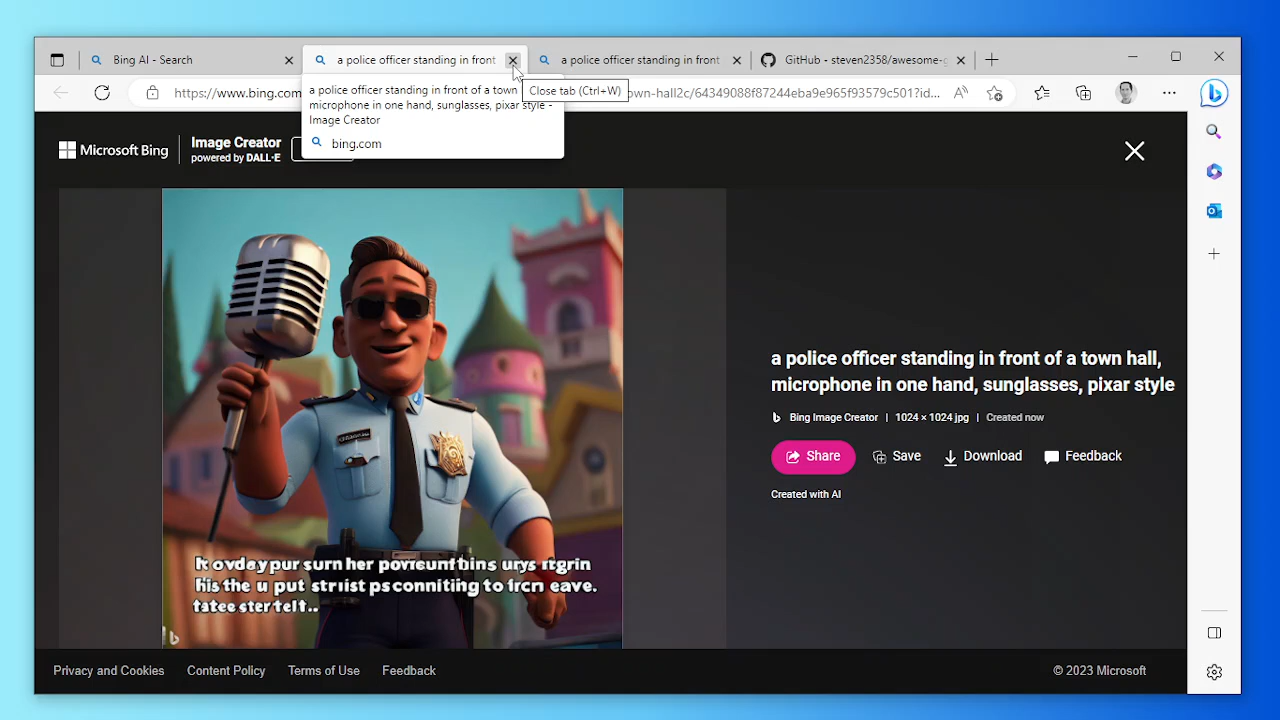 Bing AI - Search
a police officer standing in front
a police officer standing in front
GitHub - steven2358/awesome-g
https://www.bing.com
own-hall2c/64349088f87244eba9e965f93579c501?id...
a police officer standing in front of a town
microphone in one hand, sunglasses, pixar style -
Image Creator
bing.com
Close tab (Ctrl+W)
Microsoft Bing
Image Creator
powered by DALL·E
a police officer standing in front of a town hall,
microphone in one hand, sunglasses, pixar style
Bing Image Creator | 1024 × 1024 jpg | Created now
Share
Save
Download
Feedback
Created with AI
Privacy and Cookies
Content Policy
Terms of Use
Feedback
© 2023 Microsoft